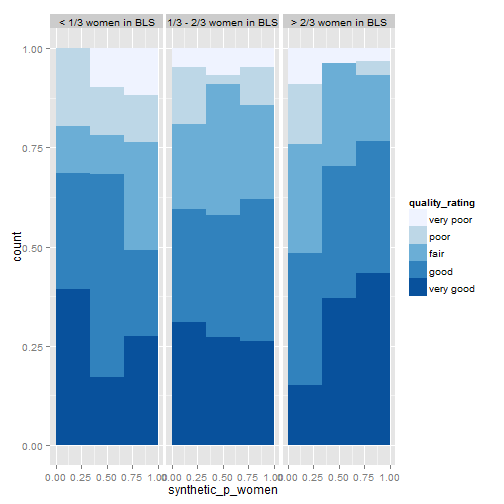 < 1/3 women in BLS 1/3 - 2/3 women in BLS > 2/3 women in BLS
1.00
0.75
0.50
0.25
0.00
count
0.00 0.25 0.50 0.75 1.00 0.00 0.25 0.50 0.75 1.00 0.00 0.25 0.50 0.75 1.00
synthetic_p_women
quality_rating
very poor
poor
fair
good
very good